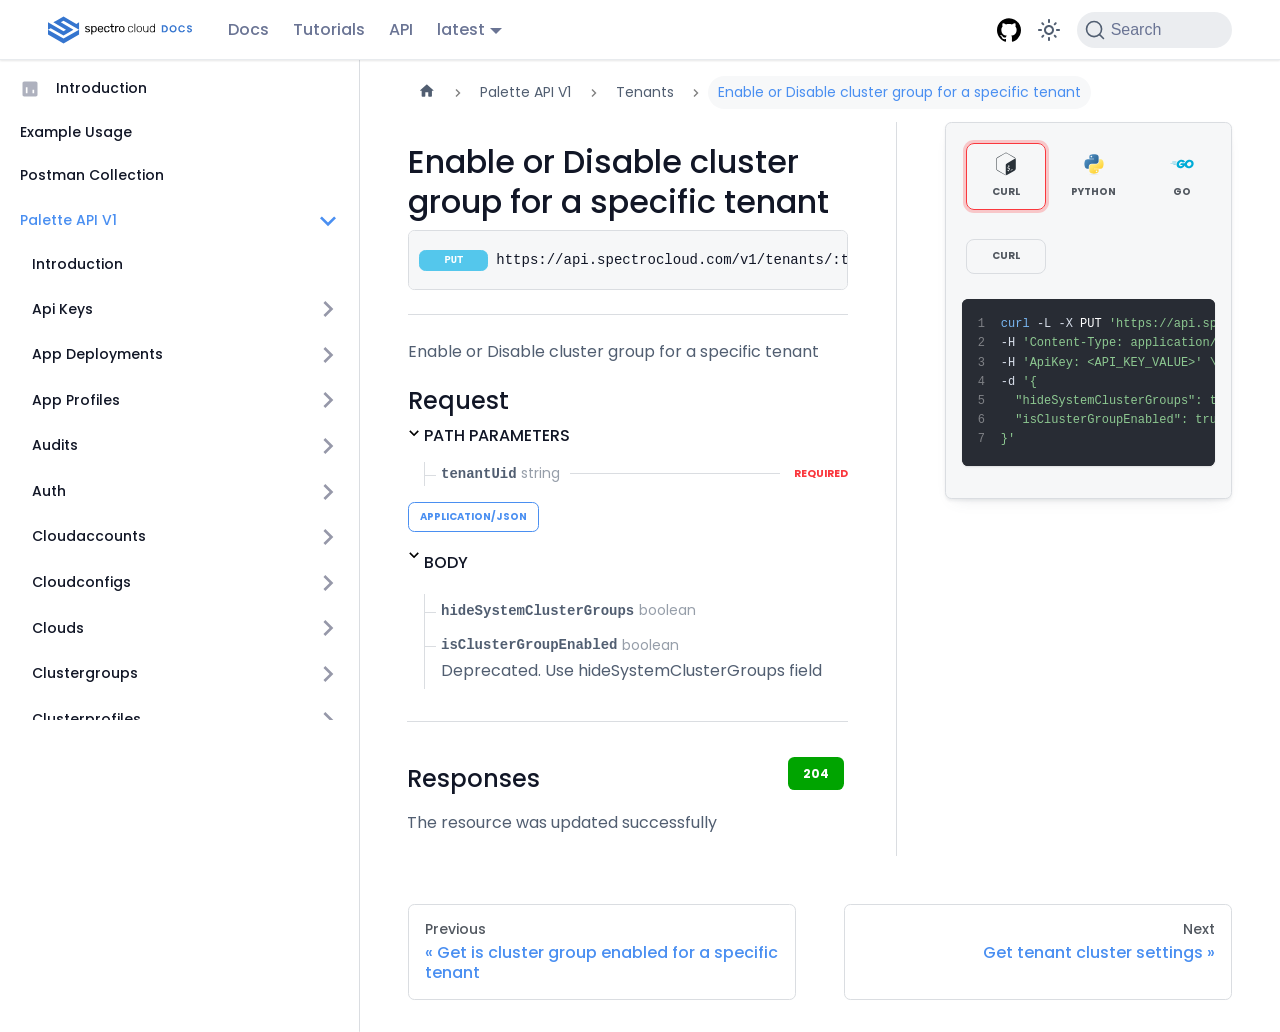 spectro cloud DOCS
Docs
Tutorials
API
latest
Search
Introduction
Example Usage
Postman Collection
Palette API V1
Introduction
Api Keys
App Deployments
App Profiles
Audits
Auth
Cloudaccounts
Cloudconfigs
Clouds
Clustergroups
Clusterprofiles
Palette API V1
Tenants
Enable or Disable cluster group for a specific tenant
Enable or Disable cluster
group for a specific tenant
PUT https://api.spectrocloud.com/v1/tenants/:t
Enable or Disable cluster group for a specific tenant
Request
PATH PARAMETERS
tenantUid string REQUIRED
APPLICATION/JSON
BODY
hideSystemClusterGroups boolean
isClusterGroupEnabled boolean
Deprecated. Use hideSystemClusterGroups field
Responses
204
The resource was updated successfully
CURL
PYTHON
GO
CURL
1 curl -L -X PUT 'https://api.sp
2 -H 'Content-Type: application/
3 -H 'ApiKey: <API_KEY_VALUE>' \
4 -d '{
5 "hideSystemClusterGroups": t
6 "isClusterGroupEnabled": tru
7 }'
Previous
« Get is cluster group enabled for a specific
tenant
Next
Get tenant cluster settings »